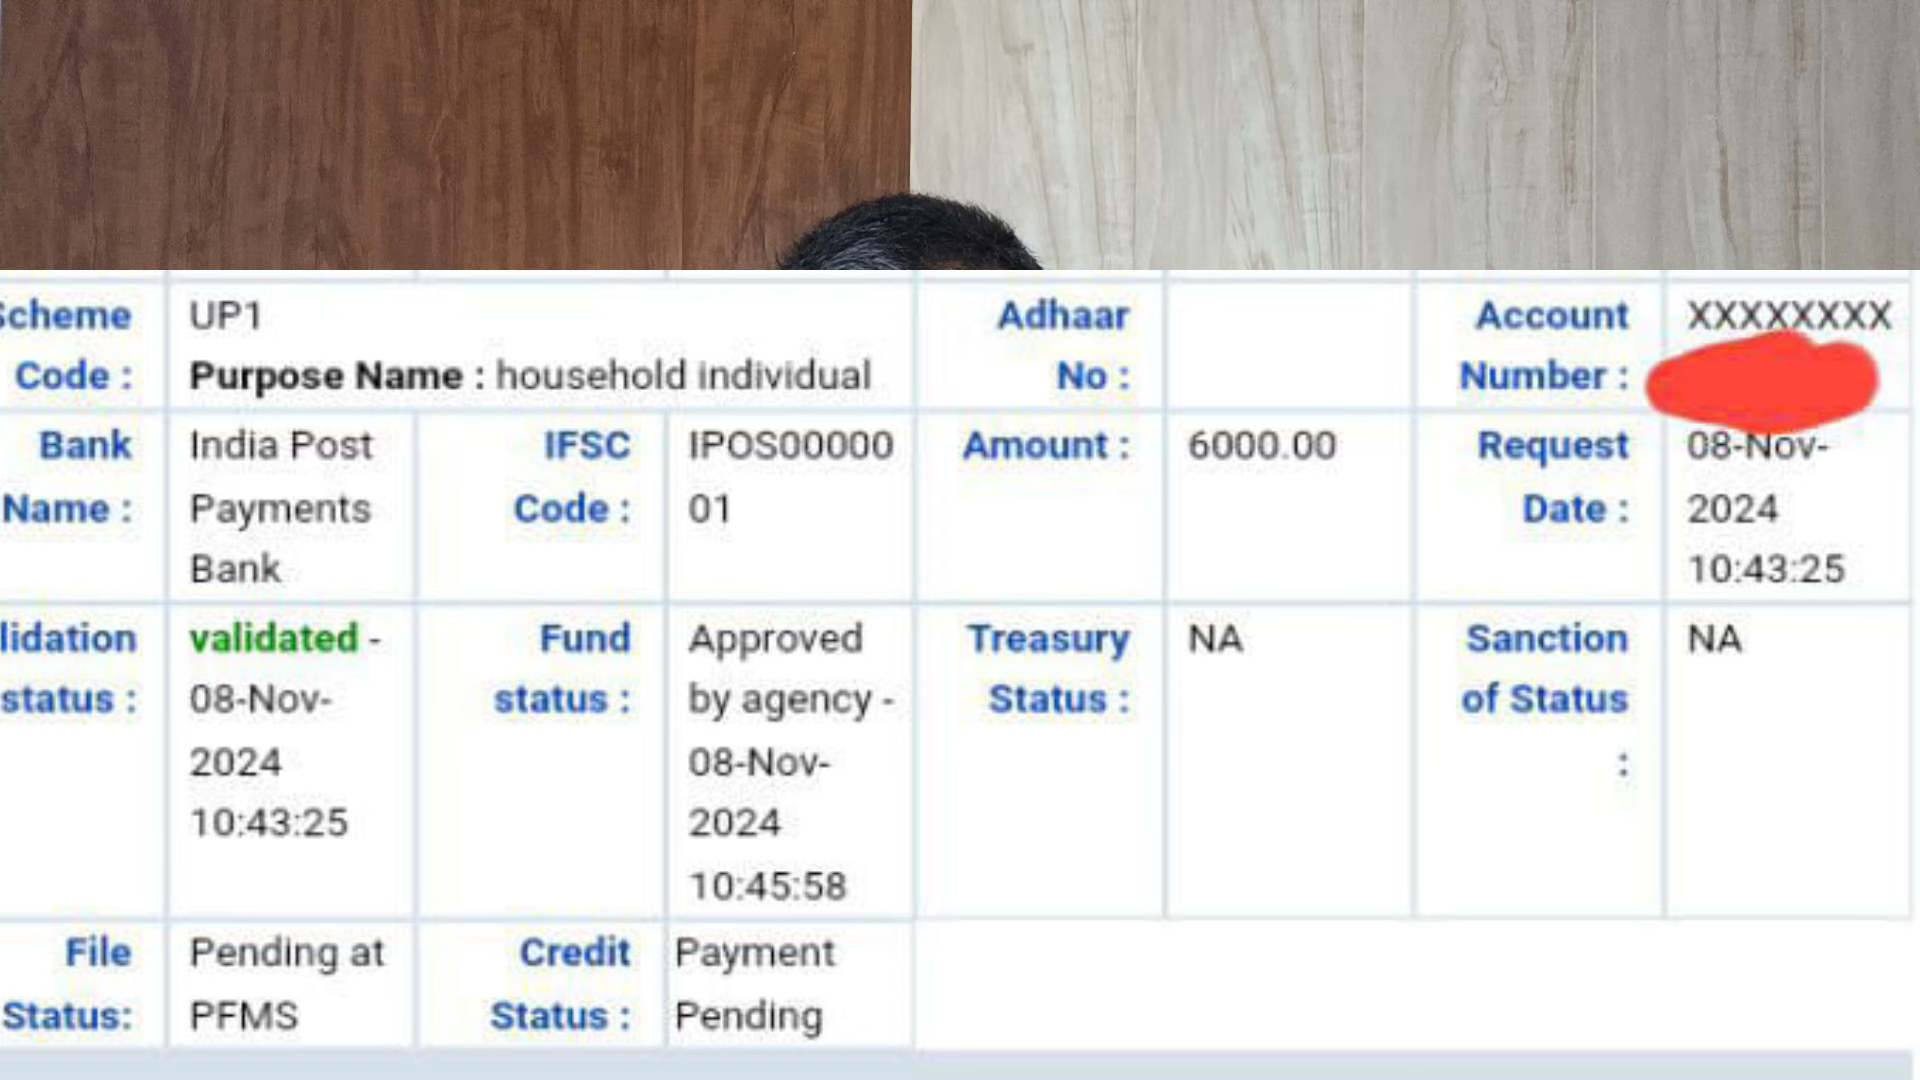 Scheme Code : UP1
Purpose Name : household individual
Adhaar No :
Account Number : XXXXXXXX
Bank Name : India Post Payments Bank
IFSC Code : IPOS0000001
Amount : 6000.00
Request Date : 08-Nov-2024 10:43:25
lidation status : validated - 08-Nov-2024 10:43:25
Fund status : Approved by agency - 08-Nov-2024 10:45:58
Treasury Status : NA
Sanction of Status : NA
File Status: Pending at PFMS
Credit Status : Payment Pending